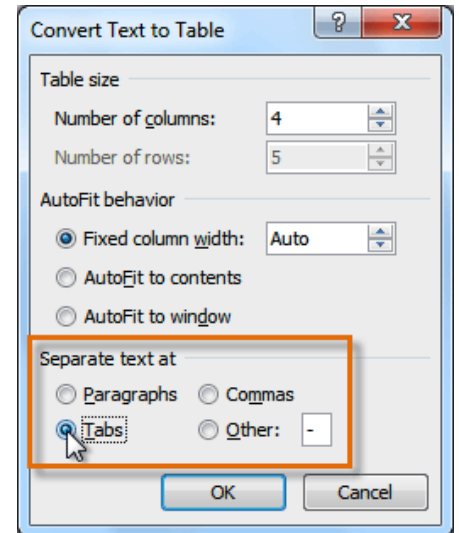 Convert Text to Table
Table size
Number of columns: 4
Number of rows: 5
AutoFit behavior
Fixed column width: Auto
AutoFit to contents
AutoFit to window
Separate text at
Paragraphs Commas
Tabs Other: -
OK Cancel